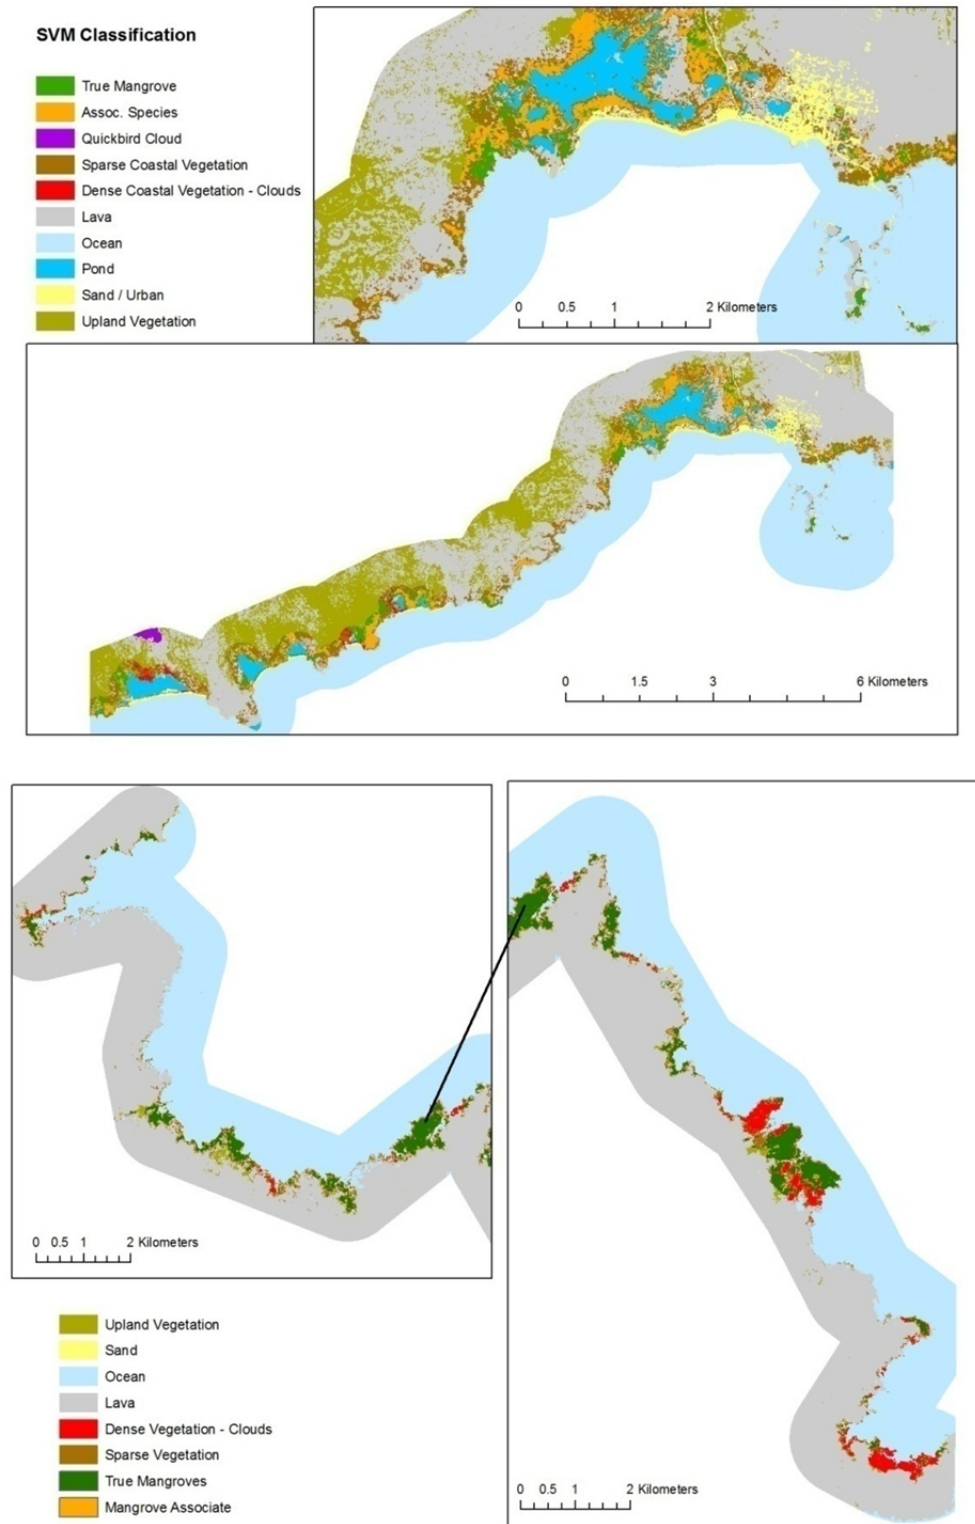 SVM Classification
True Mangrove
Assoc. Species
Quickbird Cloud
Sparse Coastal Vegetation
Dense Coastal Vegetation - Clouds
Lava
Ocean
Pond
Sand / Urban
Upland Vegetation
0 0.5 1 2 Kilometers
0 1.5 3 6 Kilometers
0 0.5 1 2 Kilometers
Upland Vegetation
Sand
Ocean
Lava
Dense Vegetation - Clouds
Sparse Vegetation
True Mangroves
Mangrove Associate
0 0.5 1 2 Kilometers